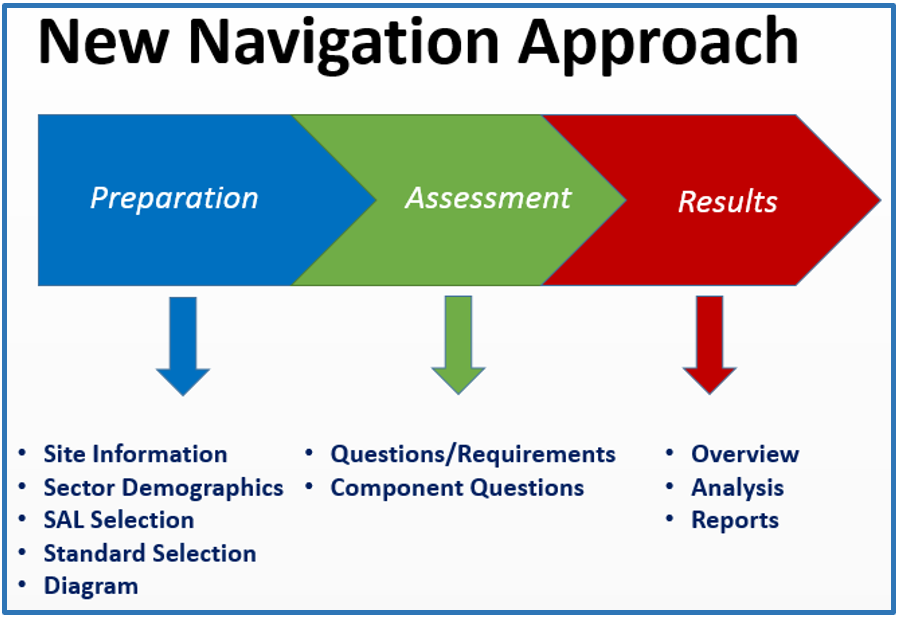 New Navigation Approach
Preparation
Assessment
Results
• Site Information
• Sector Demographics
• SAL Selection
• Standard Selection
• Diagram
• Questions/Requirements
• Component Questions
• Overview
• Analysis
• Reports